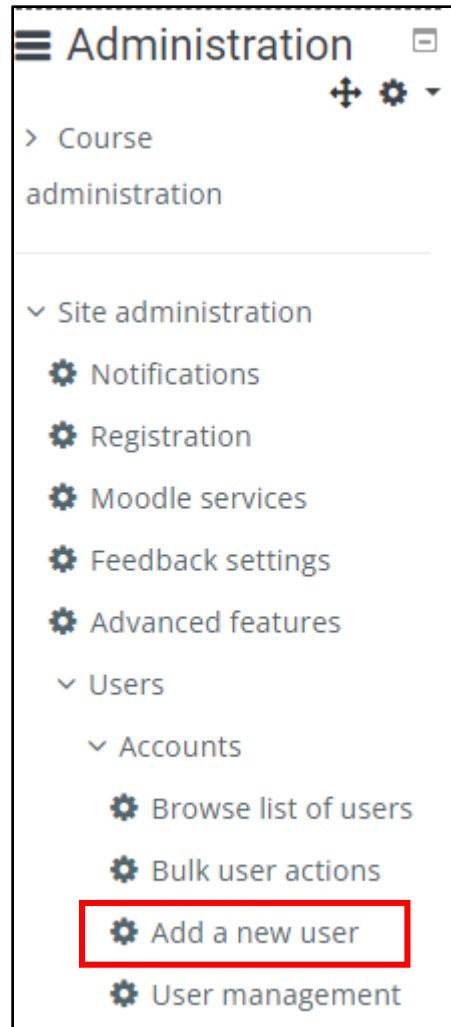 Administration
Course
administration
Site administration
Notifications
Registration
Moodle services
Feedback settings
Advanced features
Users
Accounts
Browse list of users
Bulk user actions
Add a new user
User management